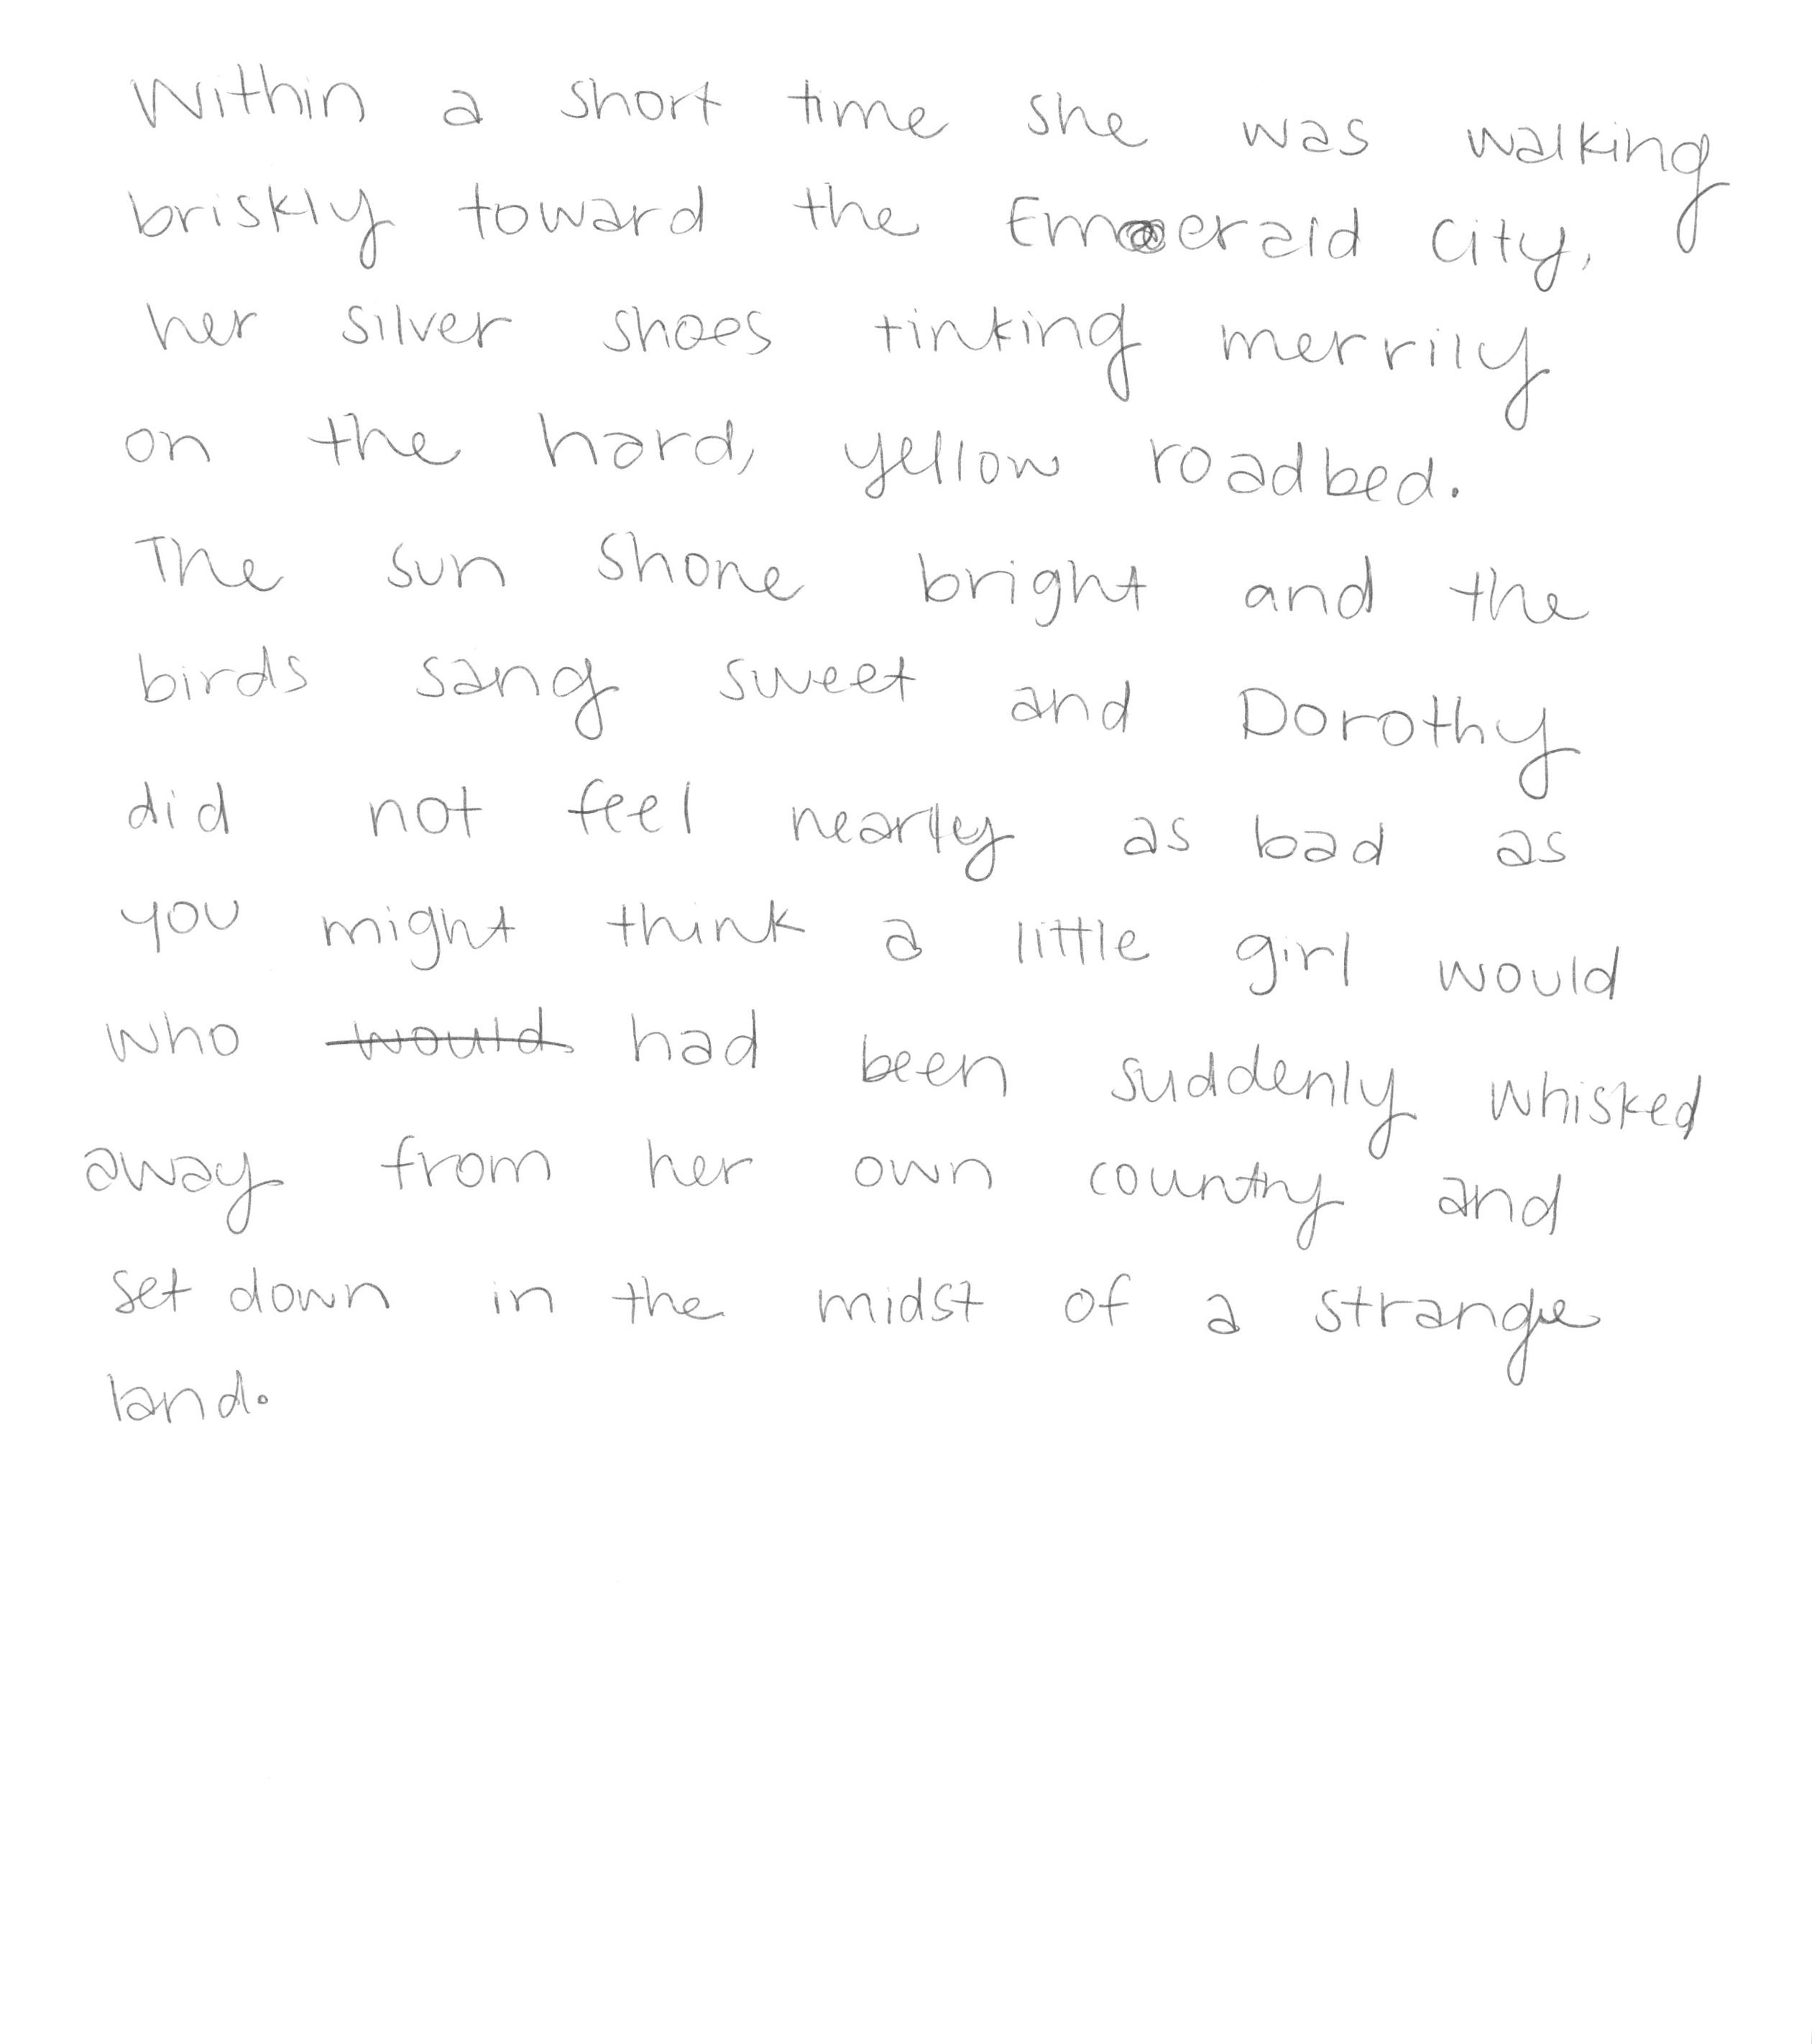 Within a short time she was walking
briskly toward the Emerald City,
her silver shoes tinking merrily
on the hard, yellow roadbed.
The sun shone bright and the
birds sang sweet and Dorothy
did not feel nearly as bad as
you might think a little girl would
who would had been suddenly whisked
away from her own country and
set down in the midst of a strange
land.